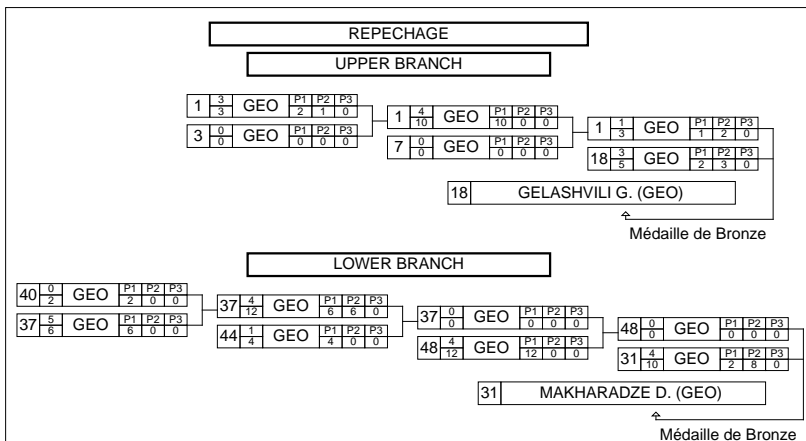 REPECHAGE
UPPER BRANCH
1 3 3 GEO P1 P2 P3 2 1 0
3 0 0 GEO P1 P2 P3 0 0 0
1 4 10 GEO P1 P2 P3 10 0 0
7 0 0 GEO P1 P2 P3 0 0 0
1 1 3 GEO P1 P2 P3 1 2 0
18 3 5 GEO P1 P2 P3 2 3 0
18 GELASHVILI G. (GEO)
Médaille de Bronze
LOWER BRANCH
40 0 2 GEO P1 P2 P3 2 0 0
37 5 6 GEO P1 P2 P3 6 0 0
37 4 12 GEO P1 P2 P3 6 6 0
44 1 4 GEO P1 P2 P3 4 0 0
37 0 0 GEO P1 P2 P3 0 0 0
48 4 12 GEO P1 P2 P3 12 0 0
48 0 0 GEO P1 P2 P3 0 0 0
31 4 10 GEO P1 P2 P3 2 8 0
31 MAKHARADZE D. (GEO)
Médaille de Bronze